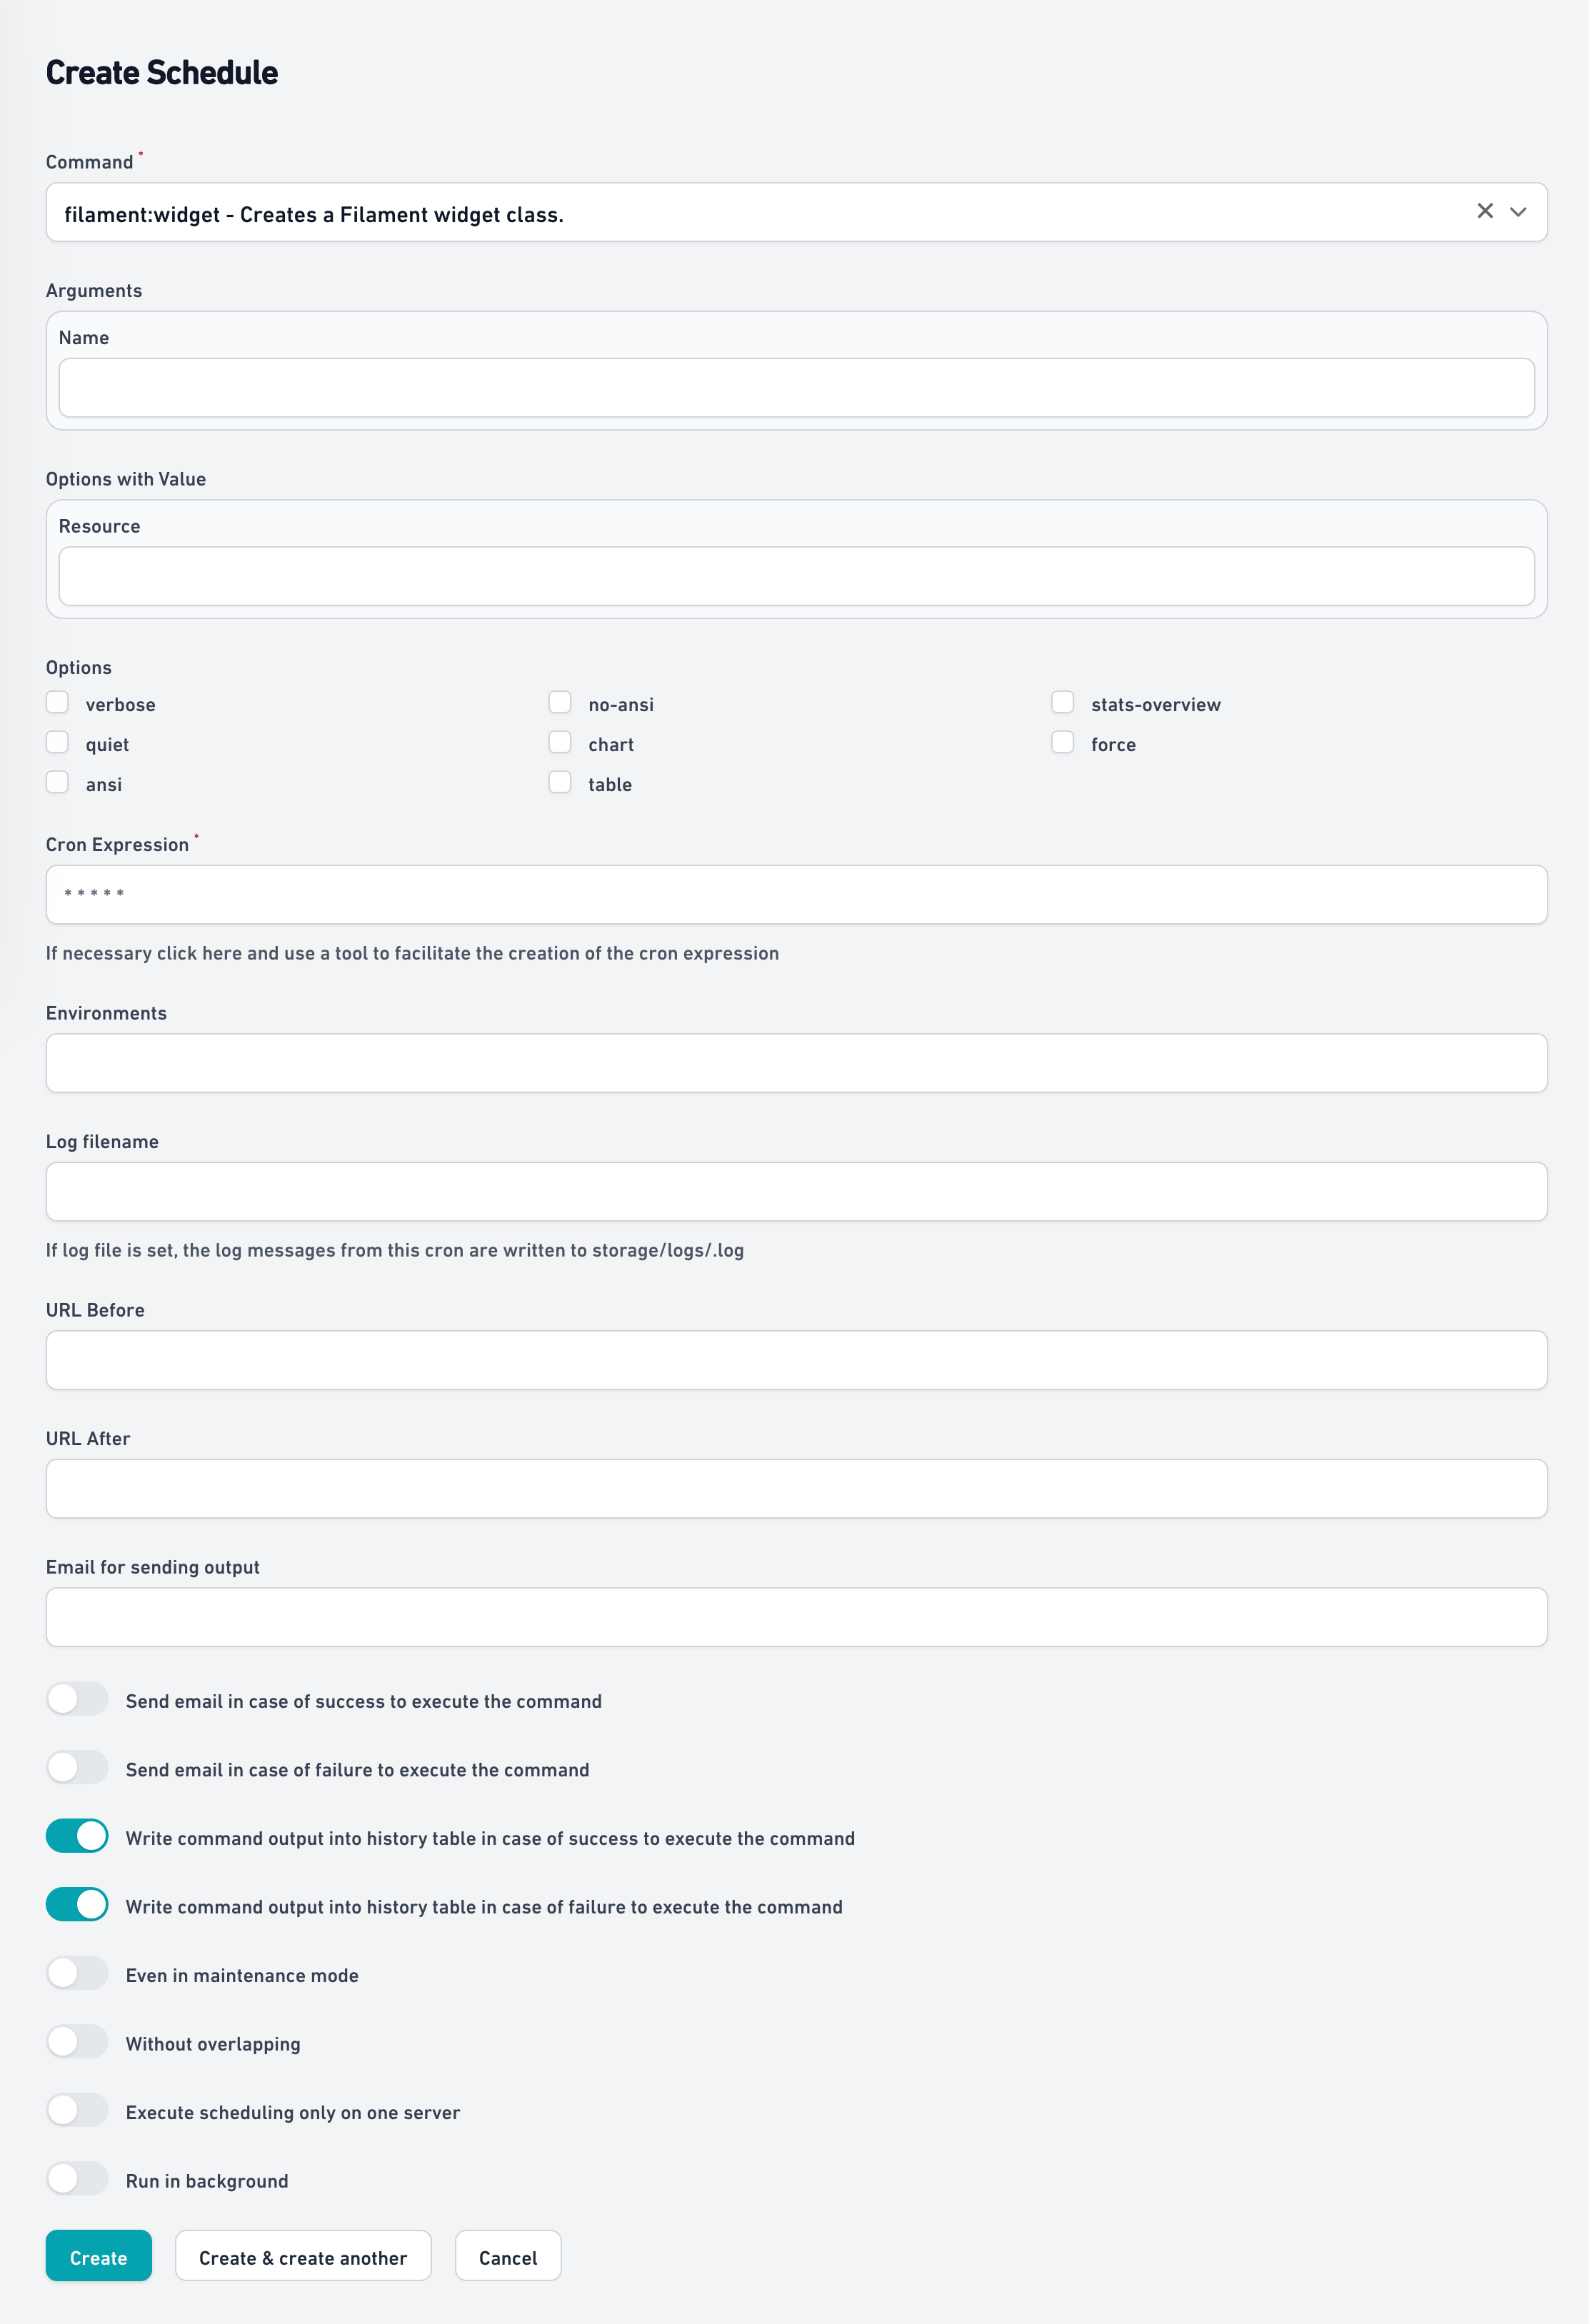 Create Schedule
Command *
filament:widget - Creates a Filament widget class.
Arguments
Name
Options with Value
Resource
Options
verbose
no-ansi
stats-overview
quiet
chart
force
ansi
table
Cron Expression *
* * * * *
If necessary click here and use a tool to facilitate the creation of the cron expression
Environments
Log filename
If log file is set, the log messages from this cron are written to storage/logs/.log
URL Before
URL After
Email for sending output
Send email in case of success to execute the command
Send email in case of failure to execute the command
Write command output into history table in case of success to execute the command
Write command output into history table in case of failure to execute the command
Even in maintenance mode
Without overlapping
Execute scheduling only on one server
Run in background
Create
Create & create another
Cancel